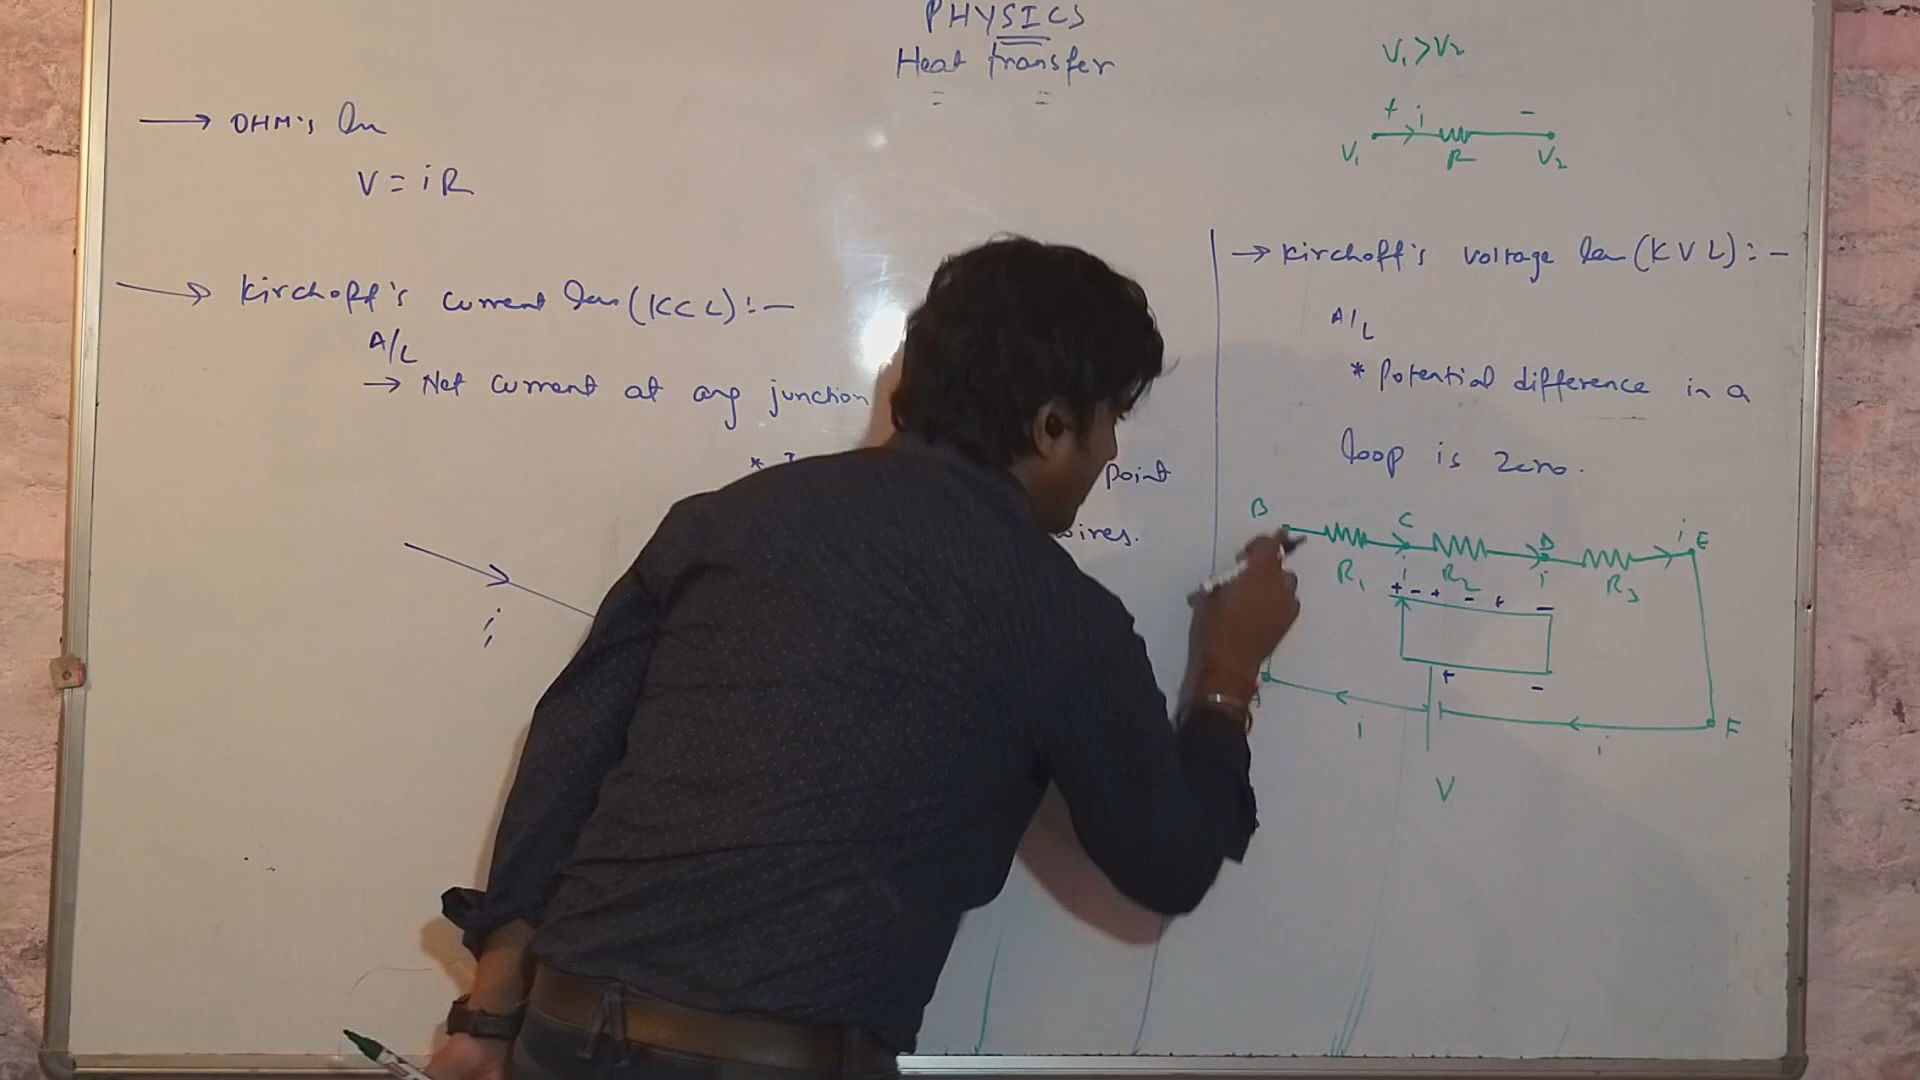 PHYSICS
Heat transfer
→ OHM's law
V = iR
→ Kirchoff's current law (KCL):-
A/L
→ Net current at any junction
*
point
wires.
i
V₁ > V₂
+ i -
V₁ R V₂
→ Kirchoff's voltage law (KVL):-
A/L
* Potential difference in a
loop is zero.
B C D i E
R₁ i R₂ i R₃
+ - + - + -
+ -
i i F
V